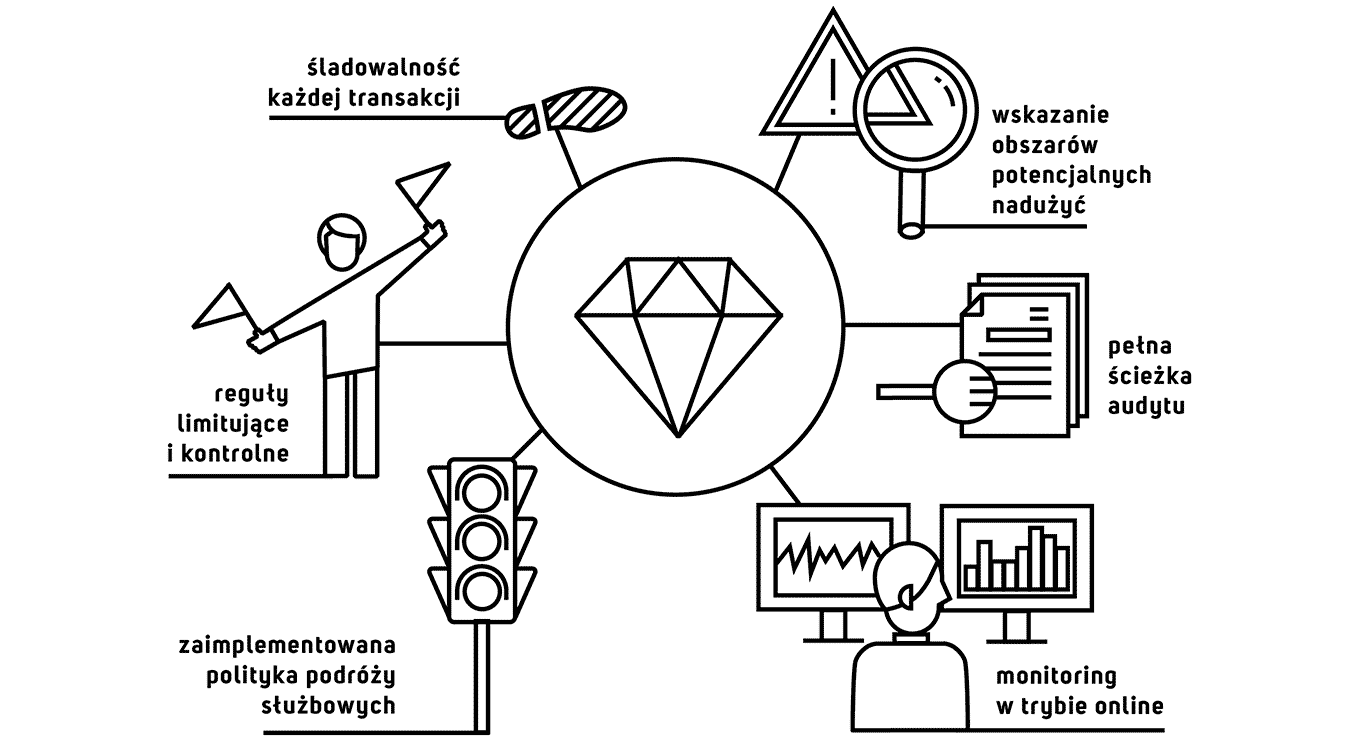 śladowalność
każdej transakcji
wskazanie
obszarów
potencjalnych
nadużyć
reguły
limitujące
i kontrolne
pełna
ścieżka
audytu
zaimplementowana
polityka podróży
służbowych
monitoring
w trybie online